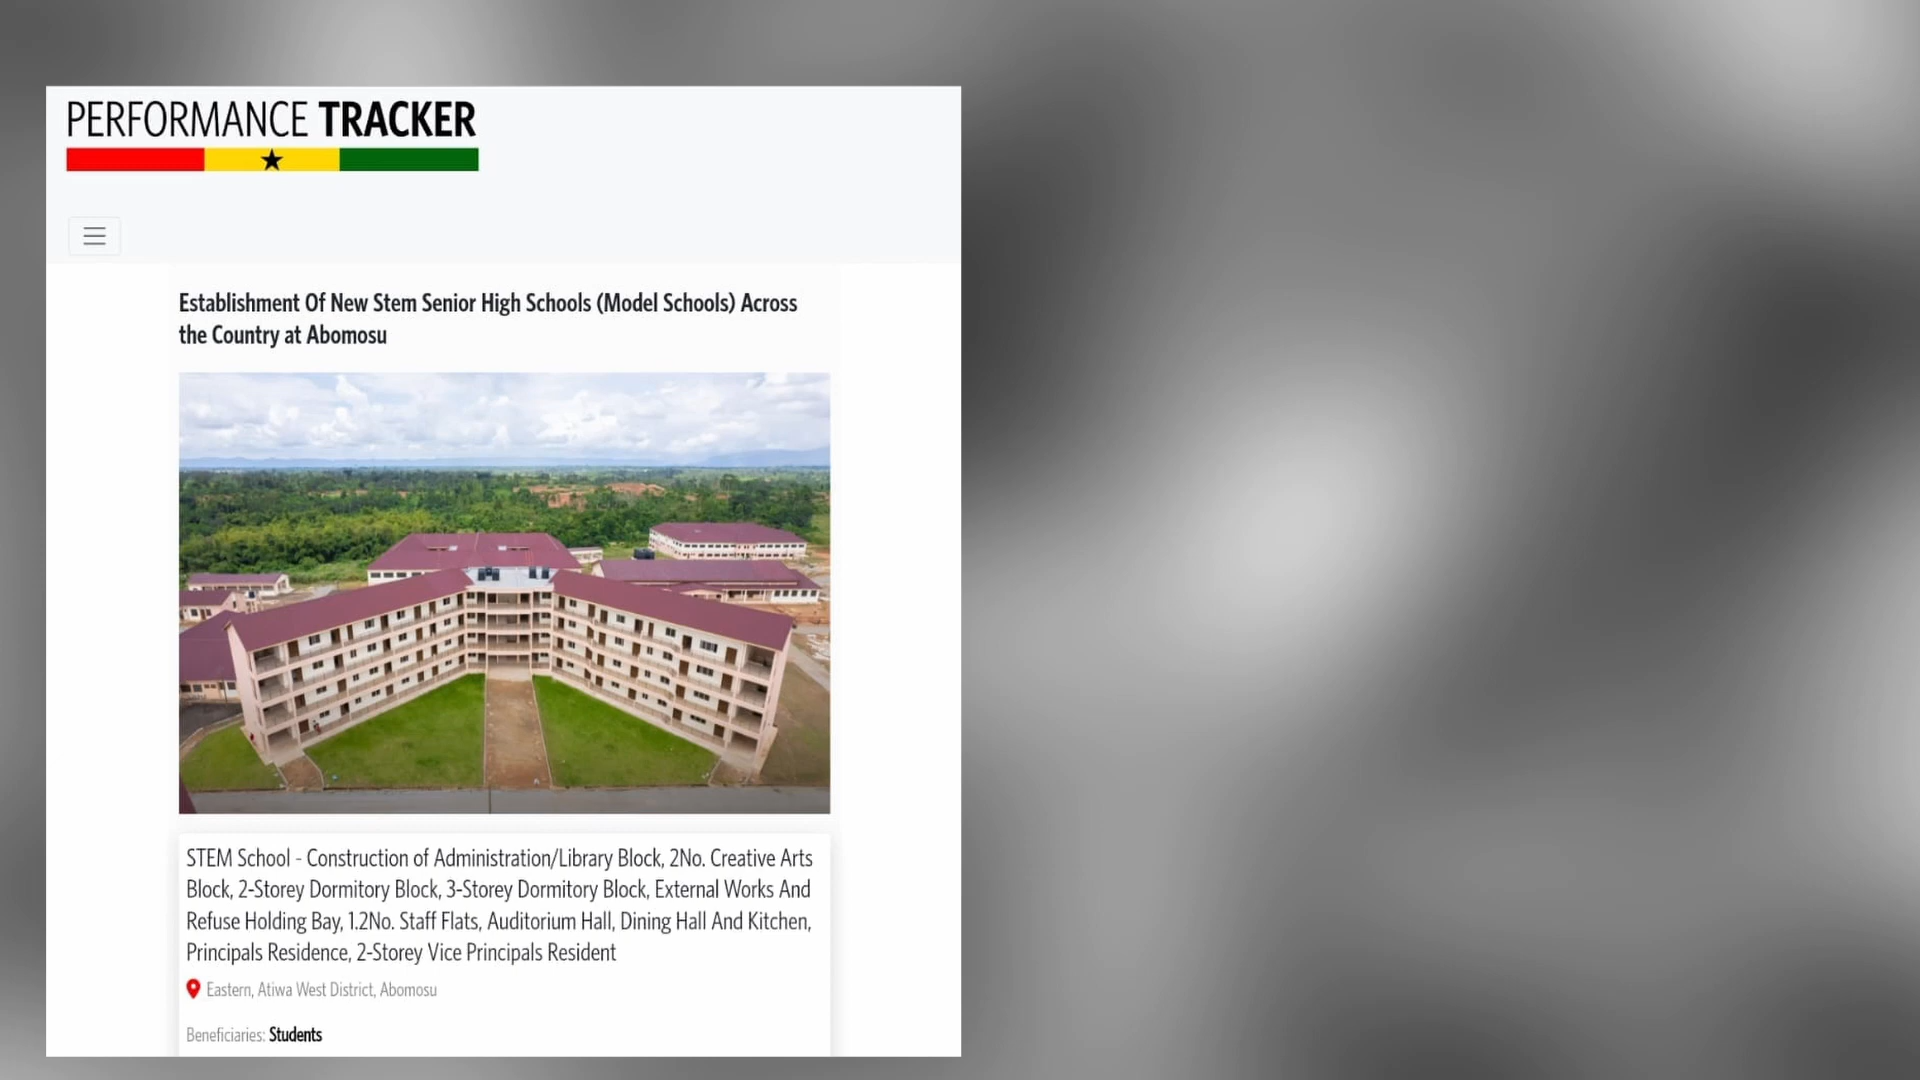 PERFORMANCE TRACKER
Establishment Of New Stem Senior High Schools (Model Schools) Across
the Country at Abomosu
STEM School - Construction of Administration/Library Block, 2No. Creative Arts
Block, 2-Storey Dormitory Block, 3-Storey Dormitory Block, External Works And
Refuse Holding Bay, 1.2No. Staff Flats, Auditorium Hall, Dining Hall And Kitchen,
Principals Residence, 2-Storey Vice Principals Resident
Eastern, Atiwa West District, Abomosu
Beneficiaries: Students